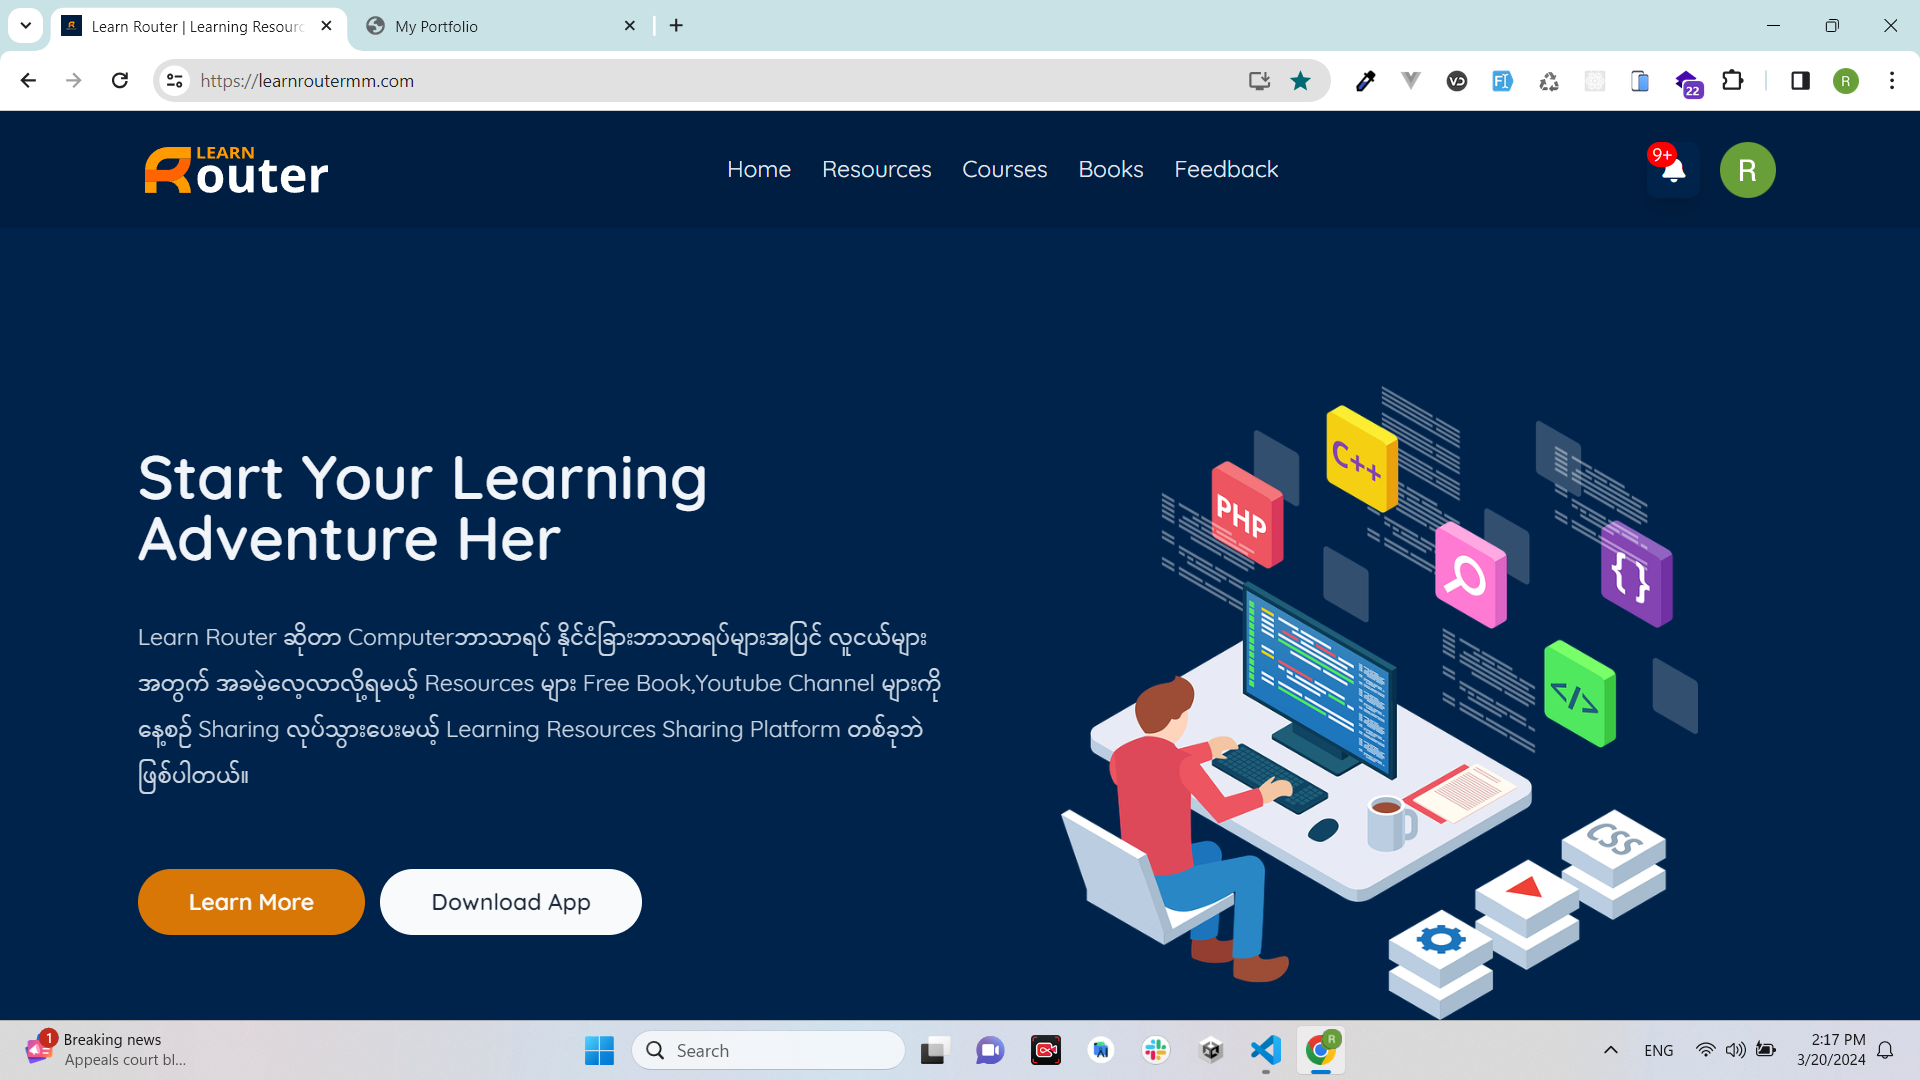 Learn Router | Learning Resourc
My Portfolio
https://learnroutermm.com
22
R
LEARN
Router
Home
Resources
Courses
Books
Feedback
9+
R
Start Your Learning
Adventure Her
Learn Router ဆိုတာ Computerဘာသာရပ် နိုင်ငံခြားဘာသာရပ်များအပြင် လူငယ်များ
အတွက် အခမဲ့လေ့လာလို့ရမယ့် Resources များ Free Book,Youtube Channel များကို
နေ့စဉ် Sharing လုပ်သွားပေးမယ့် Learning Resources Sharing Platform တစ်ခုဘဲ
ဖြစ်ပါတယ်။
Learn More
Download App
C++
PHP
{}
</>
CSS
1
Breaking news
Appeals court bl...
Search
R
ENG
2:17 PM
3/20/2024